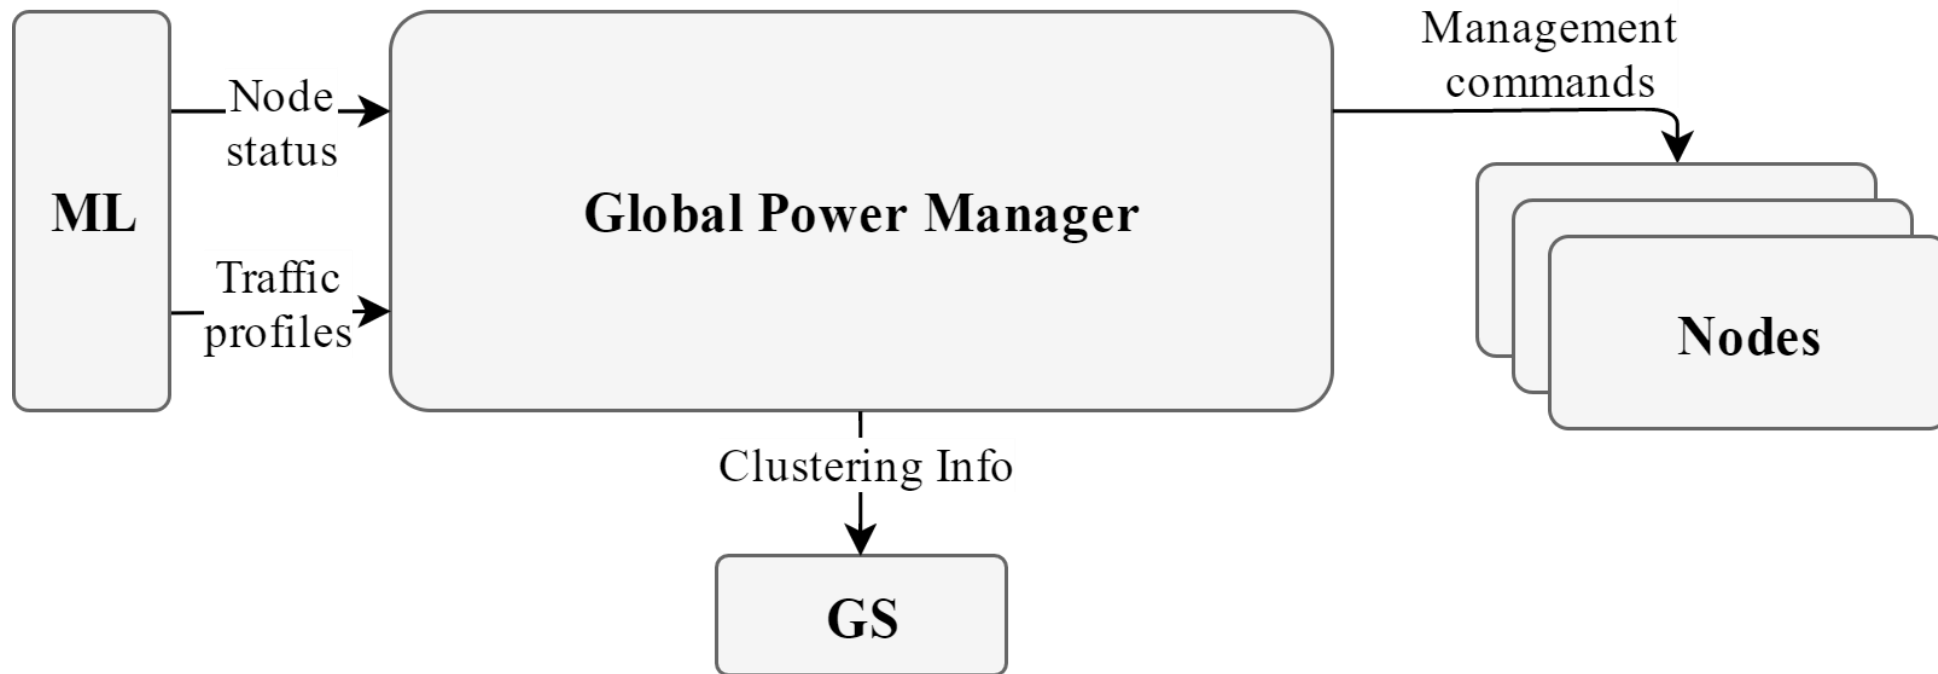 ML
Node
status
Traffic
profiles
Global Power Manager
Management
commands
Nodes
Clustering Info
GS